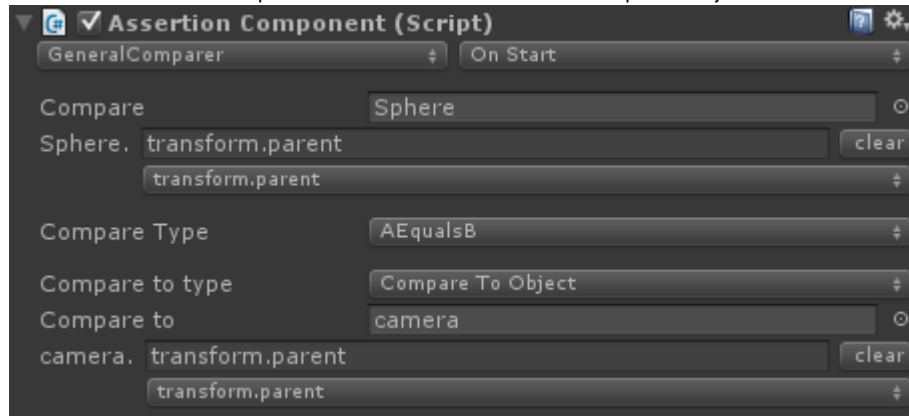 Assertion Component (Script)
GeneralComparer On Start
Compare Sphere
Sphere. transform.parent clear
transform.parent
Compare Type AEqualsB
Compare to type Compare To Object
Compare to camera
camera. transform.parent clear
transform.parent